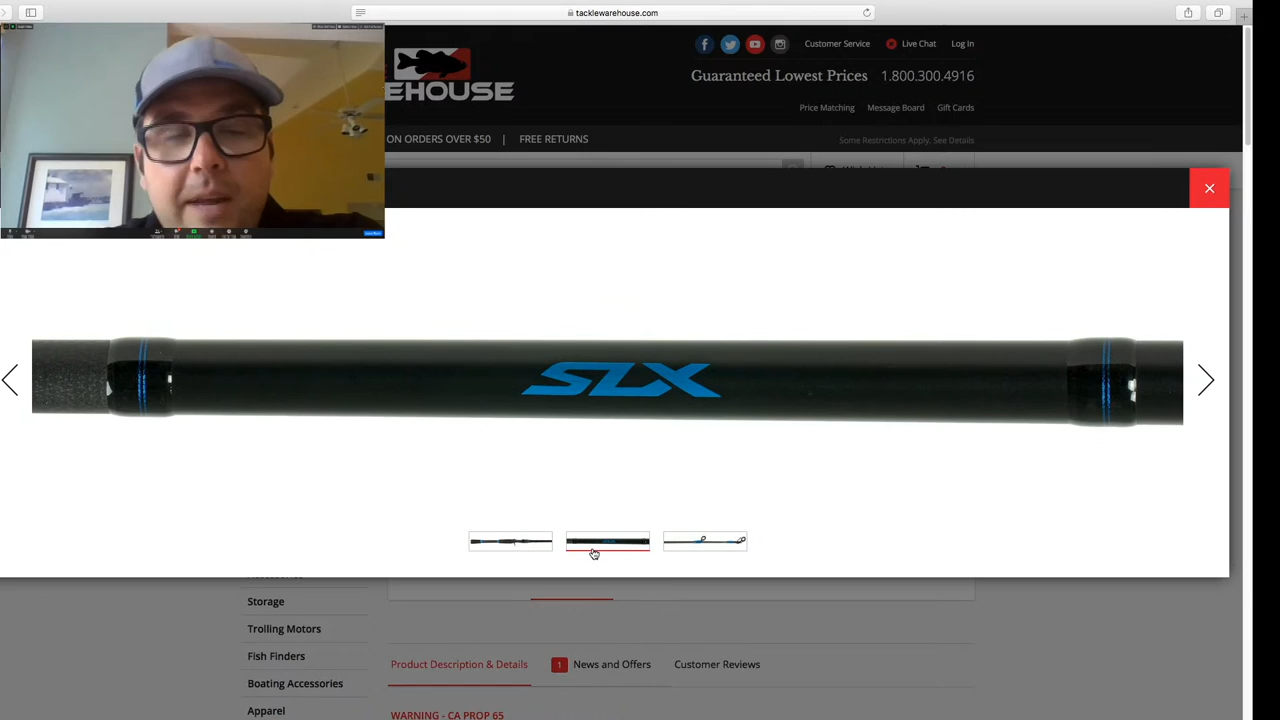 tacklewarehouse.com
EHOUSE
Customer Service
Live Chat
Log In
Guaranteed Lowest Prices
1.800.300.4916
Price Matching
Message Board
Gift Cards
ON ORDERS OVER $50 | FREE RETURNS
Some Restrictions Apply. See Details
SLX
Storage
Trolling Motors
Fish Finders
Boating Accessories
Apparel
Product Description & Details
1 News and Offers
Customer Reviews
WARNING - CA PROP 65